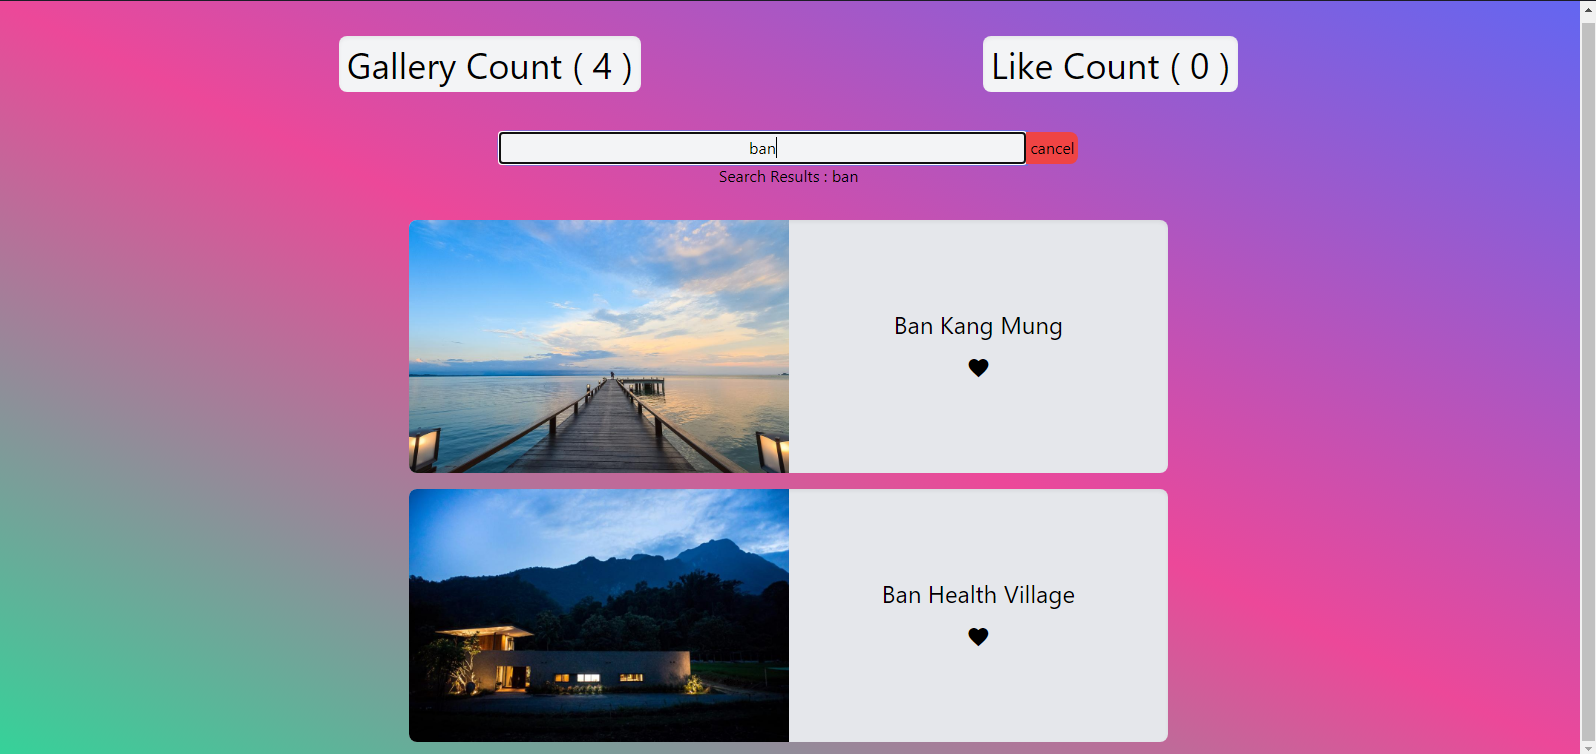 Gallery Count ( 4 )
Like Count ( 0 )
ban
cancel
Search Results : ban
Ban Kang Mung
Ban Health Village